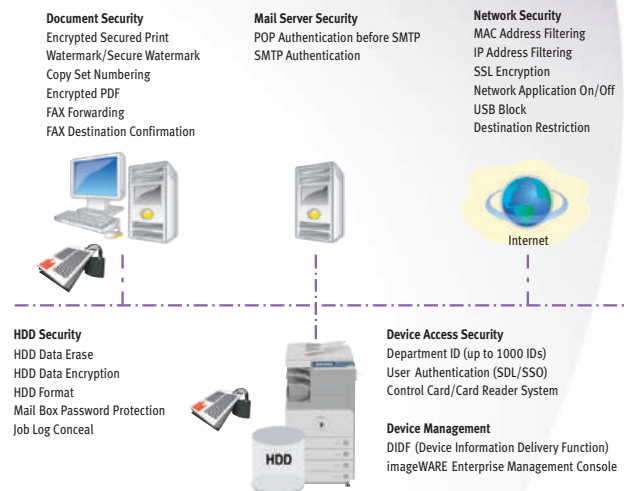 Document Security
Encrypted Secured Print
Watermark/Secure Watermark
Copy Set Numbering
Encrypted PDF
FAX Forwarding
FAX Destination Confirmation
Mail Server Security
POP Authentication before SMTP
SMTP Authentication
Network Security
MAC Address Filtering
IP Address Filtering
SSL Encryption
Network Application On/Off
USB Block
Destination Restriction
Internet
HDD Security
HDD Data Erase
HDD Data Encryption
HDD Format
Mail Box Password Protection
Job Log Conceal
HDD
Device Access Security
Department ID (up to 1000 IDs)
User Authentication (SDL/SSO)
Control Card/Card Reader System
Device Management
DIDF (Device Information Delivery Function)
imageWARE Enterprise Management Console